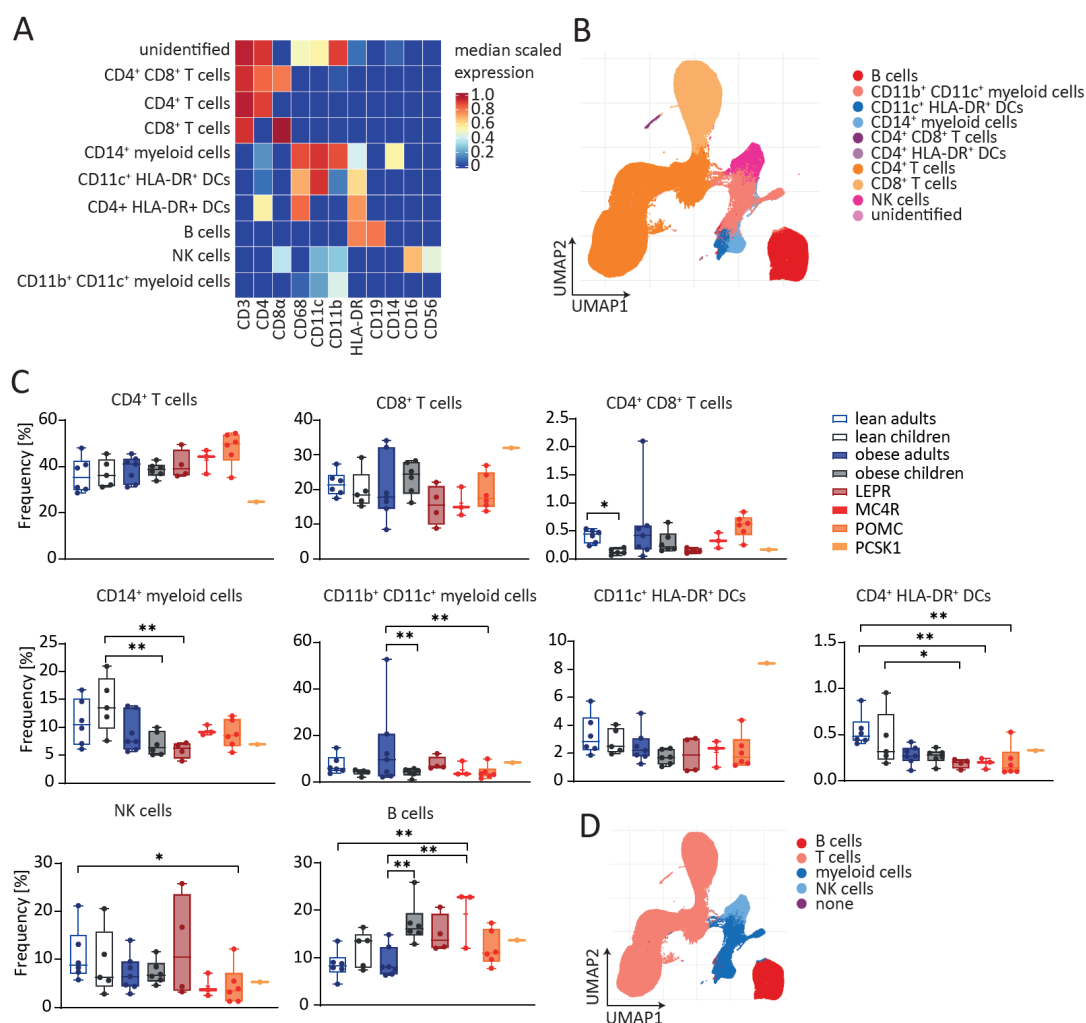 A
unidentified
CD4⁺ CD8⁺ T cells
CD4⁺ T cells
CD8⁺ T cells
CD14⁺ myeloid cells
CD11c⁺ HLA-DR⁺ DCs
CD4+ HLA-DR+ DCs
B cells
NK cells
CD11b⁺ CD11c⁺ myeloid cells
CD3
CD4
CD8α
CD68
CD11c
CD11b
HLA-DR
CD19
CD14
CD16
CD56
median scaled
expression
1.0
0.8
0.6
0.4
0.2
0
B
UMAP2
UMAP1
B cells
CD11b⁺ CD11c⁺ myeloid cells
CD11c⁺ HLA-DR⁺ DCs
CD14⁺ myeloid cells
CD4⁺ CD8⁺ T cells
CD4⁺ HLA-DR⁺ DCs
CD4⁺ T cells
CD8⁺ T cells
NK cells
unidentified
C
CD4⁺ T cells
Frequency [%]
60
40
20
0
CD8⁺ T cells
40
30
20
10
0
CD4⁺ CD8⁺ T cells
2.5
2.0
1.5
1.0
0.5
0.0
*
lean adults
lean children
obese adults
obese children
LEPR
MC4R
POMC
PCSK1
CD14⁺ myeloid cells
Frequency [%]
25
20
15
10
5
0
**
**
CD11b⁺ CD11c⁺ myeloid cells
60
40
20
0
**
**
CD11c⁺ HLA-DR⁺ DCs
10
8
6
4
2
0
CD4⁺ HLA-DR⁺ DCs
1.5
1.0
0.5
0.0
**
**
*
NK cells
Frequency [%]
30
20
10
0
*
B cells
30
20
10
0
**
**
**
D
UMAP2
UMAP1
B cells
T cells
myeloid cells
NK cells
none